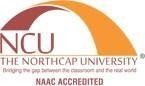 NCU
THE NORTHCAP UNIVERSITY®
Bridging the gap between the classroom and the real world
NAAC ACCREDITED